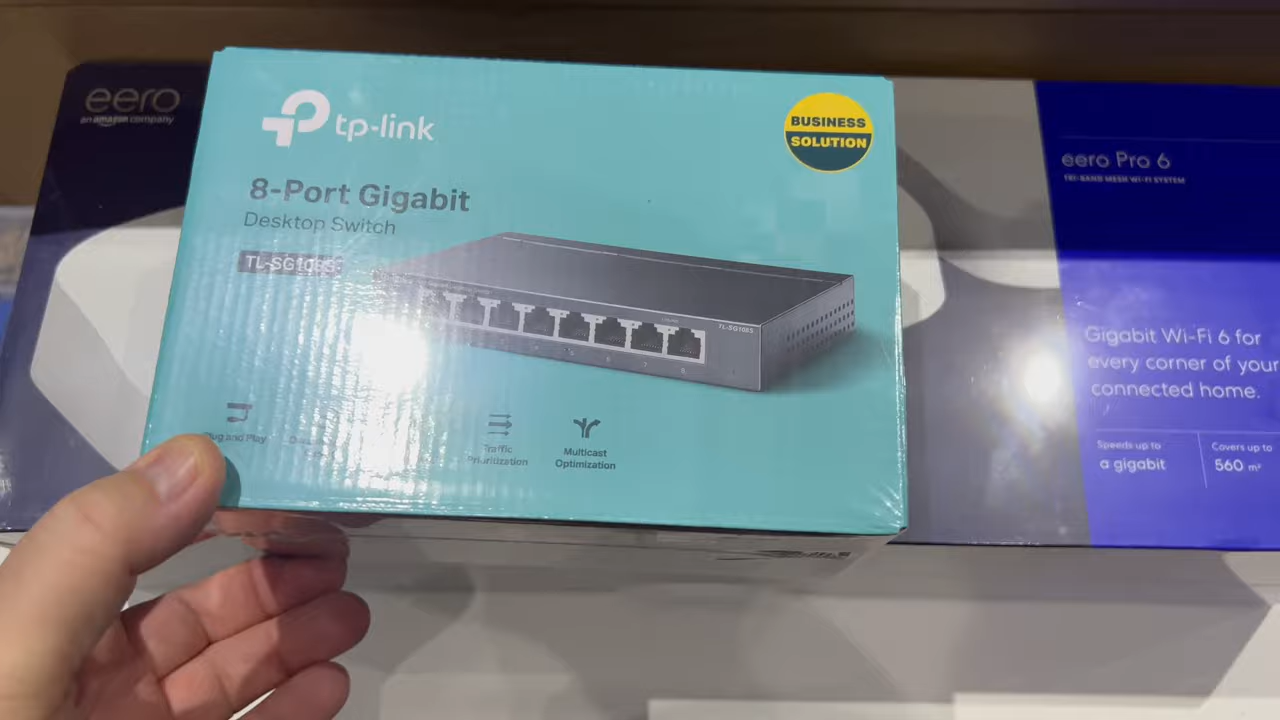 eero
an amazon company
tp-link
BUSINESS
SOLUTION
8-Port Gigabit
Desktop Switch
TL-SG108S
TL-SG108S
Plug and Play
Traffic
Prioritization
Multicast
Optimization
eero Pro 6
TRI-BAND MESH WI-FI SYSTEM
Gigabit Wi-Fi 6 for
every corner of your
connected home.
Speeds up to
a gigabit
Covers up to
560 m²